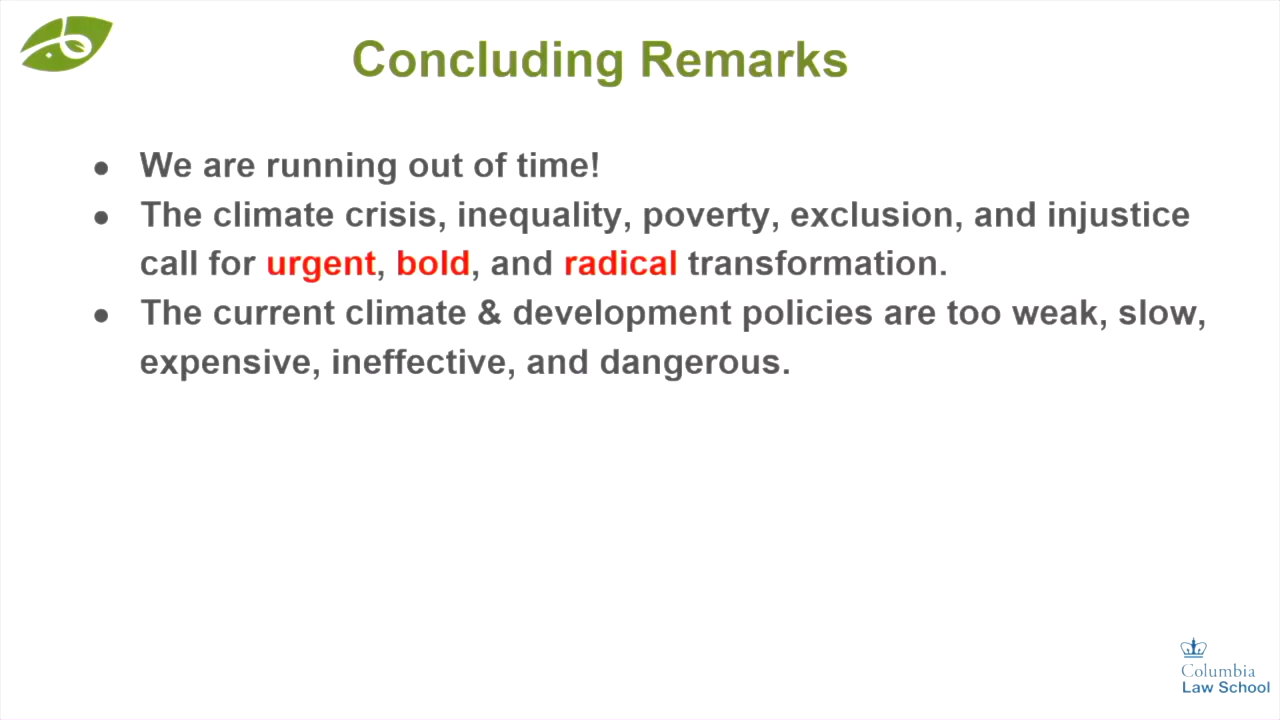 Concluding Remarks
● We are running out of time!
● The climate crisis, inequality, poverty, exclusion, and injustice
call for urgent, bold, and radical transformation.
● The current climate & development policies are too weak, slow,
expensive, ineffective, and dangerous.
Columbia
Law School